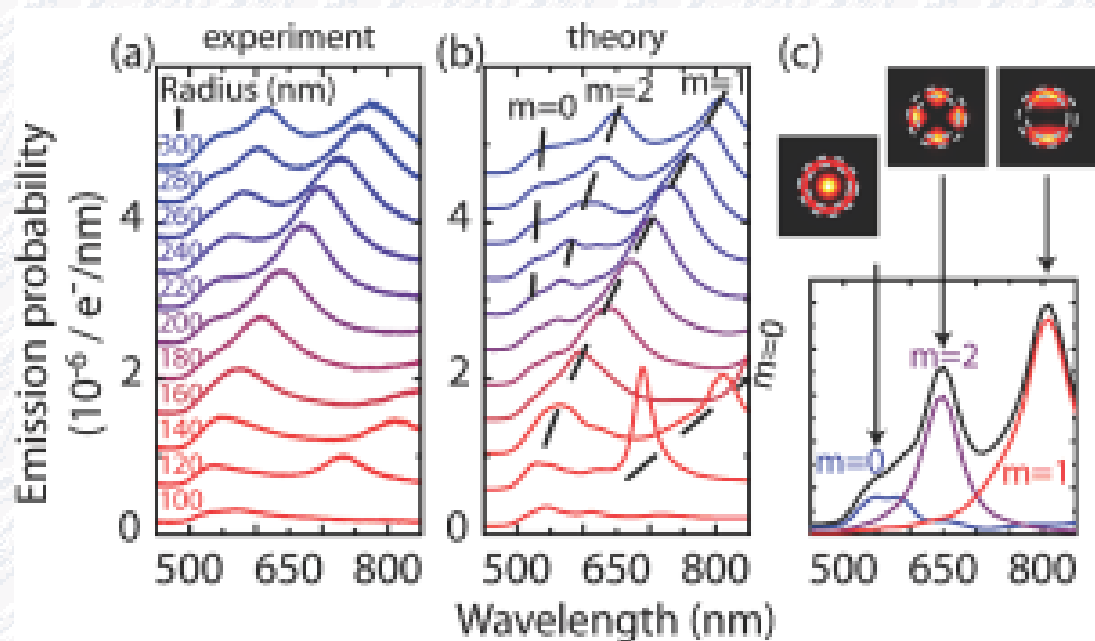 (a) experiment
Radius (nm)
300
280
260
240
220
200
180
160
140
120
100
Emission probability
(10⁻⁶ / e⁻/nm)
4
2
0
500 650 800
(b) theory
m=0
m=2
m=1
m=0
4
2
0
500 650 800
Wavelength (nm)
(c)
m=2
m=0
m=1
500 650 800